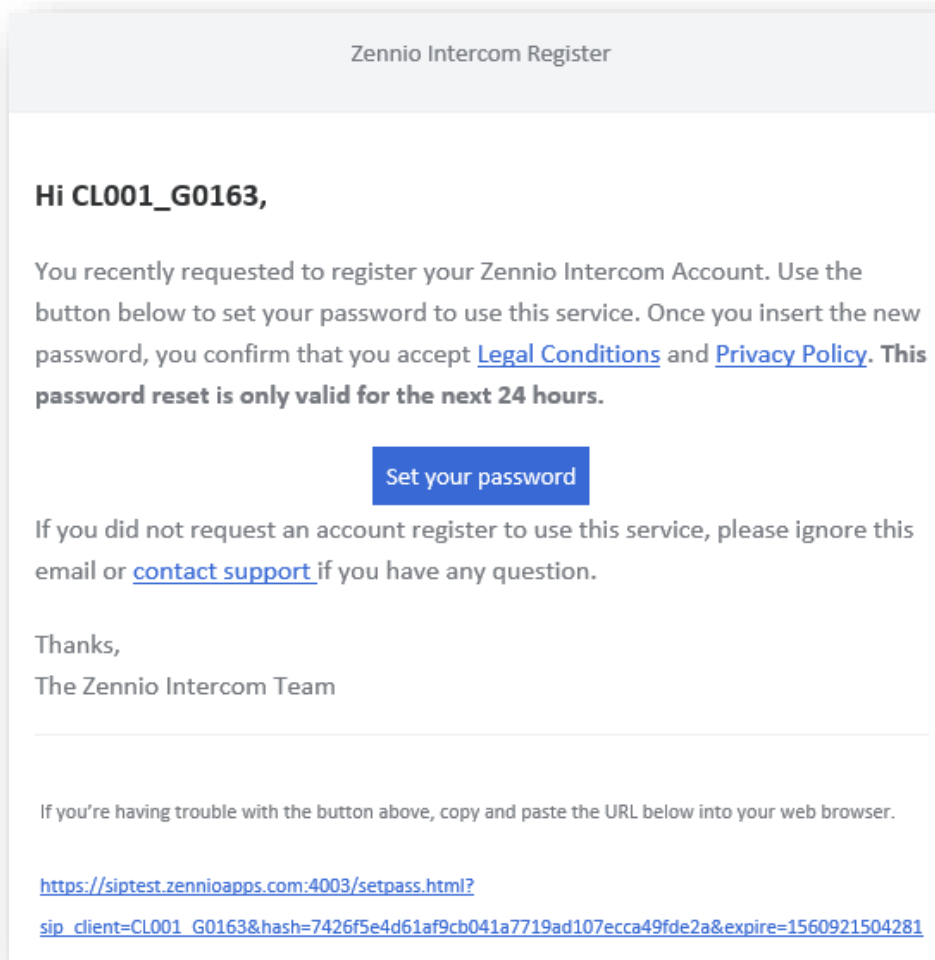 Zennio Intercom Register
Hi CL001_G0163,
You recently requested to register your Zennio Intercom Account. Use the
button below to set your password to use this service. Once you insert the new
password, you confirm that you accept Legal Conditions and Privacy Policy. This
password reset is only valid for the next 24 hours.
Set your password
If you did not request an account register to use this service, please ignore this
email or contact support if you have any question.
Thanks,
The Zennio Intercom Team
If you’re having trouble with the button above, copy and paste the URL below into your web browser.
https://siptest.zennioapps.com:4003/setpass.html?
sip_client=CL001_G0163&hash=7426f5e4d61af9cb041a7719ad107ecca49fde2a&expire=1560921504281